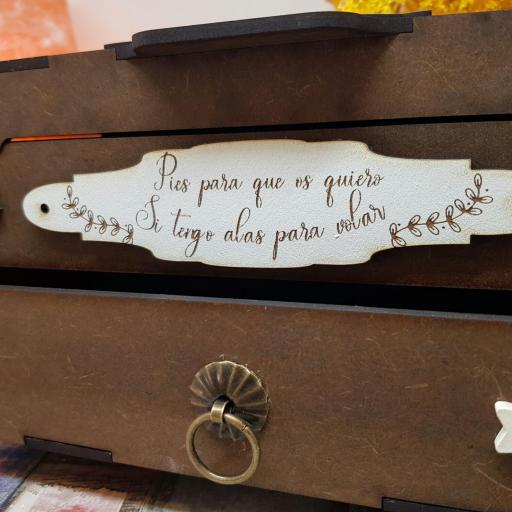 Pies para que os quiero
Si tengo alas para volar